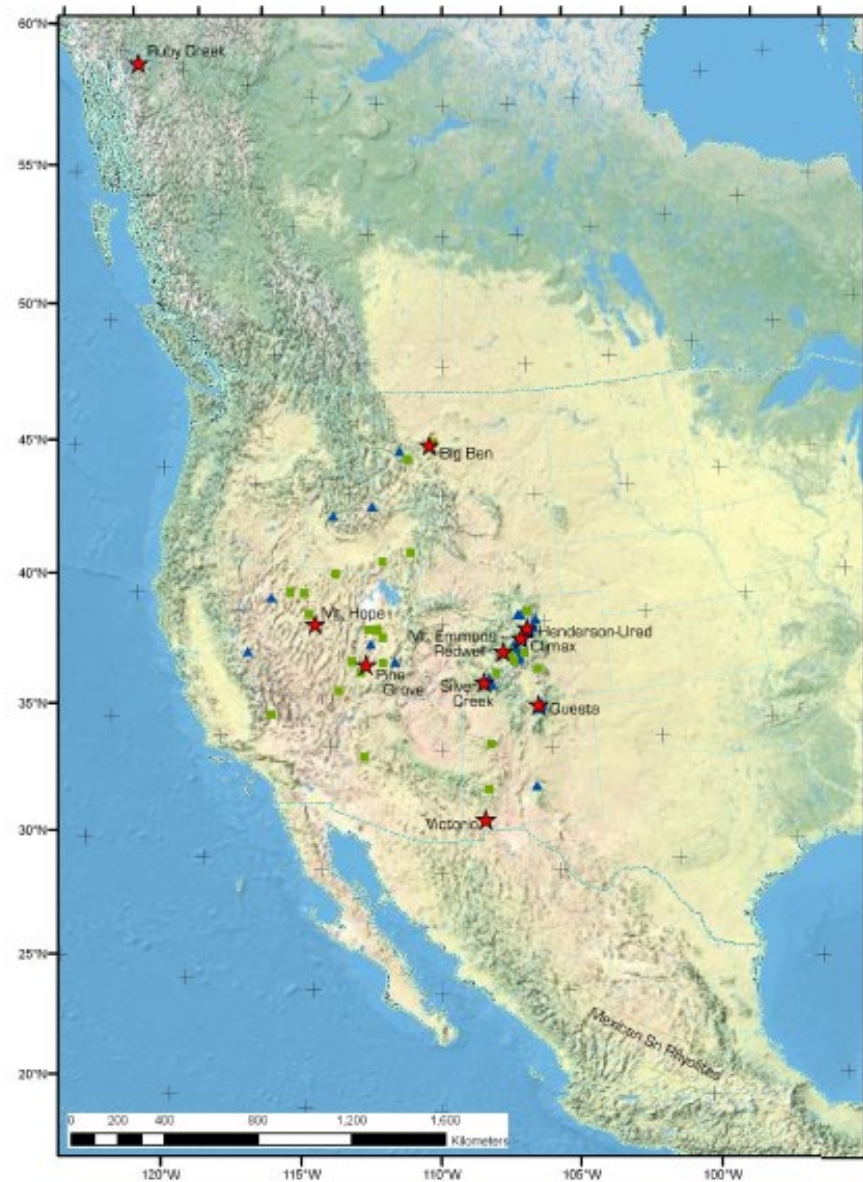 60°N
Ruby Creek
55°N
50°N
45°N
Big Ben
40°N
Mt. Hope
Mt. Emmons
Redwell
Henderson-Urad
Climax
Pine
Grove
Silver
Creek
35°N
Questa
Victorio
30°N
25°N
Mexican Sn Rhyolites
20°N
0 200 400 800 1,200 1,600
Kilometers
120°W 115°W 110°W 105°W 100°W